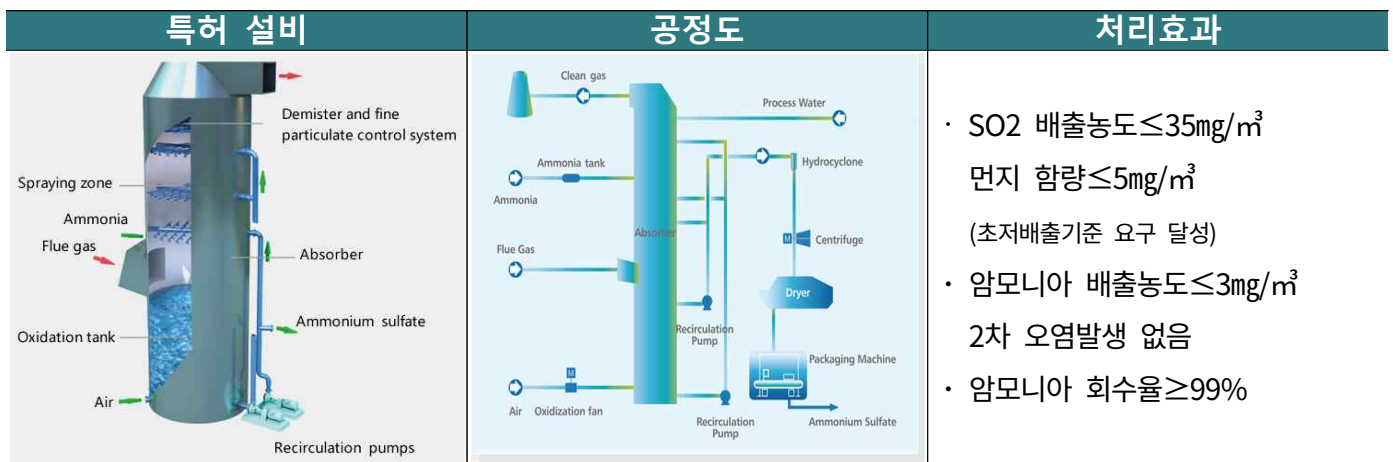 특허 설비
공정도
처리효과
Demister and fine
particulate control system
Spraying zone
Ammonia
Flue gas
Absorber
Oxidation tank
Ammonium sulfate
Air
Recirculation pumps
Clean gas
Process Water
Ammonia tank
Hydrocyclone
Ammonia
Absorber
M
Centrifuge
Flue Gas
Dryer
Recirculation
Pump
Packaging Machine
M
Air
Oxidization fan
Recirculation
Pump
Ammonium Sulfate
· SO2 배출농도≤35㎎/㎥
먼지 함량≤5㎎/㎥
(초저배출기준 요구 달성)
· 암모니아 배출농도≤3㎎/㎥
2차 오염발생 없음
· 암모니아 회수율≥99%